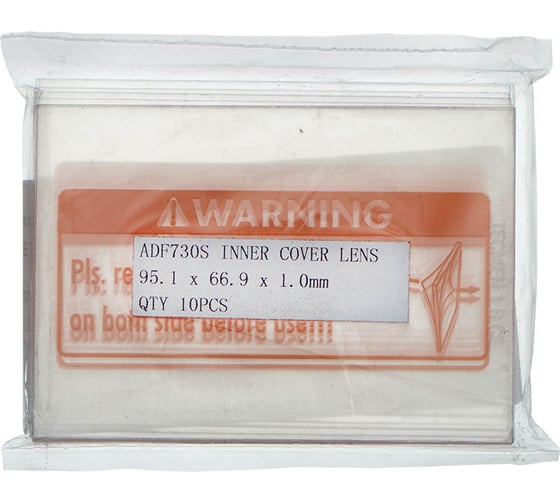 WARNING
ADF730S INNER COVER LENS
95.1 x 66.9 x 1.0mm
QTY 10PCS
Pls. re
on both side before use!!!